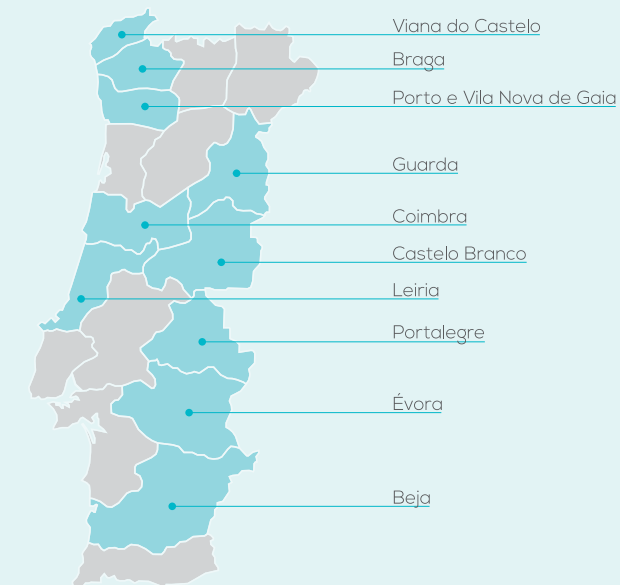 Viana do Castelo
Braga
Porto e Vila Nova de Gaia
Guarda
Coimbra
Castelo Branco
Leiria
Portalegre
Évora
Beja